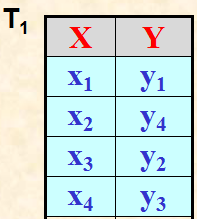 T₁
X Y
x₁ y₁
x₂ y₄
x₃ y₂
x₄ y₃